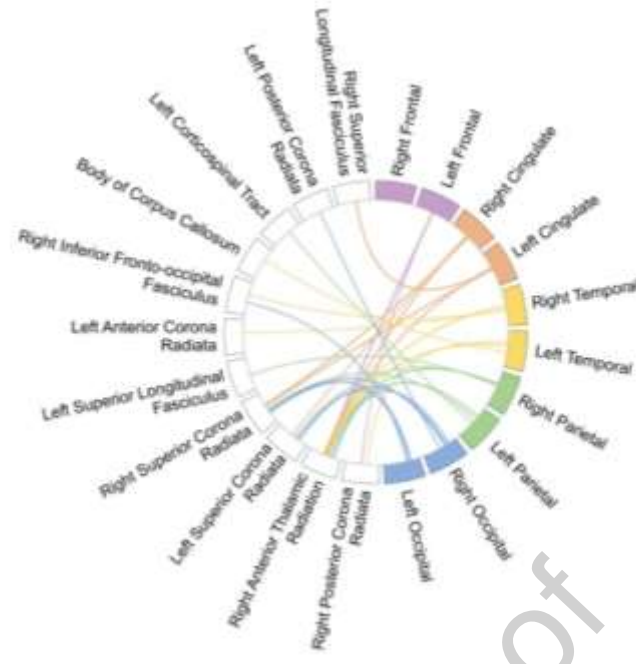 Right Frontal
Left Frontal
Right Cingulate
Left Cingulate
Right Temporal
Left Temporal
Right Parietal
Left Parietal
Right Occipital
Left Occipital
Right Posterior Corona
Radiata
Right Anterior Thalamic
Radiation
Left Superior Corona
Radiata
Right Superior Corona
Radiata
Left Superior Longitudinal
Fasciculus
Left Anterior Corona
Radiata
Right Inferior Fronto-occipital
Fasciculus
Body of Corpus Callosum
Left Corticospinal Tract
Left Posterior Corona
Radiata
Right Superior
Longitudinal Fasciculus
of